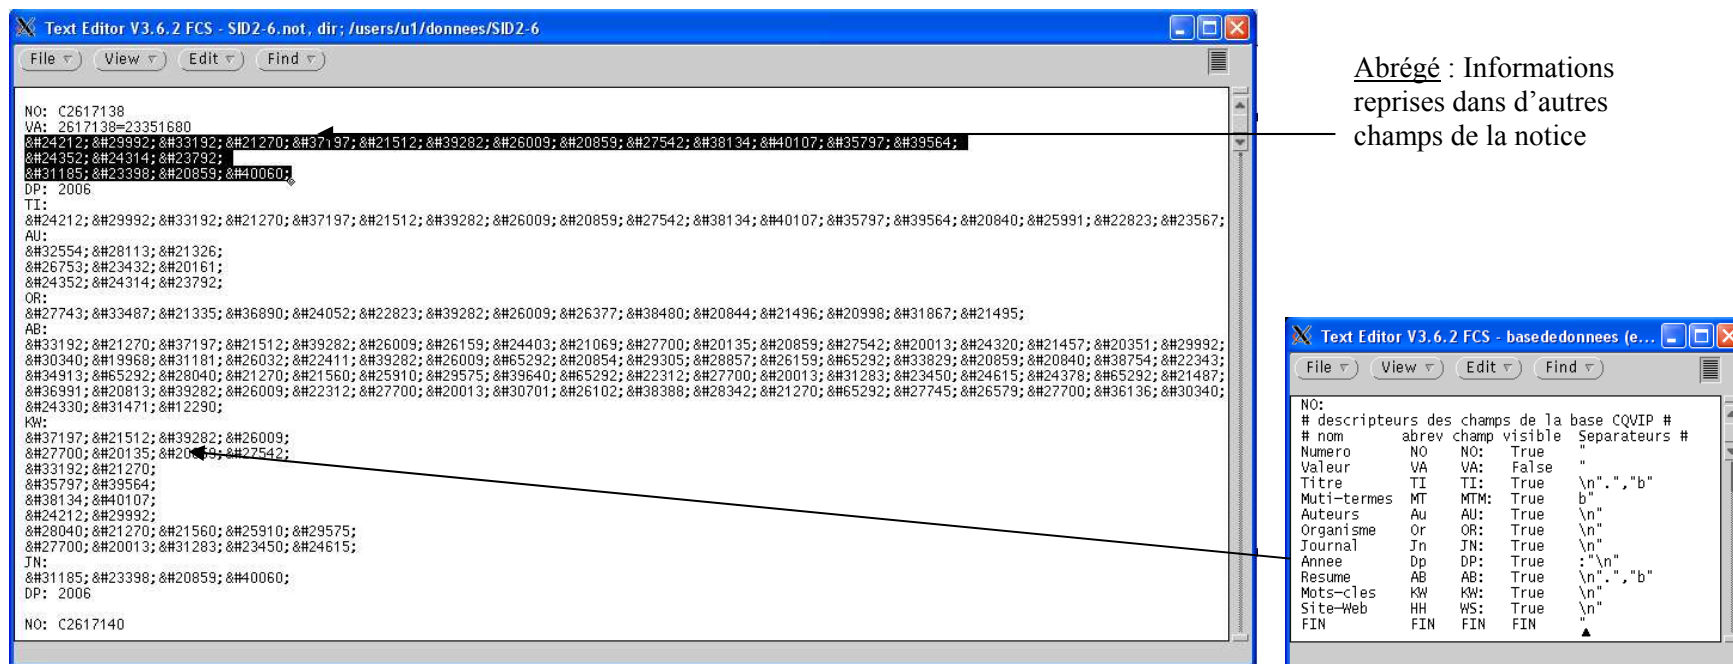 Text Editor V3.6.2 FCS - SID2-6.not, dir; /users/u1/donnees/SID2-6
File View Edit Find
NO: C2617138
VA: 2617138=23351680
&#24212;&#29992;&#33192;&#21270;&#37197;&#21512;&#39282;&#26009;&#20859;&#27542;&#38134;&#40107;&#35797;&#39564;
&#24352;&#24314;&#23792;
&#31185;&#23398;&#20859;&#40060;
DP: 2006
TI:
&#24212;&#29992;&#33192;&#21270;&#37197;&#21512;&#39282;&#26009;&#20859;&#27542;&#38134;&#40107;&#35797;&#39564;&#20840;&#25991;&#22823;&#23567;
AU:
&#32554;&#28113;&#21326;
&#26753;&#23432;&#20161;
&#24352;&#24314;&#23792;
OR:
&#27743;&#33487;&#21335;&#36890;&#24052;&#22823;&#39282;&#26009;&#26377;&#38480;&#20844;&#21496;&#20998;&#31867;&#21495;
AB:
&#33192;&#21270;&#37197;&#21512;&#39282;&#26009;&#26159;&#24403;&#21069;&#27700;&#20135;&#20859;&#27542;&#20013;&#24320;&#21457;&#20351;&#29992;
&#30340;&#19968;&#31181;&#26032;&#22411;&#39282;&#26009;&#65292;&#20854;&#29305;&#28857;&#26159;&#65292;&#33829;&#20859;&#20840;&#38754;&#22343;
&#34913;&#65292;&#28040;&#21270;&#21560;&#25910;&#29575;&#39640;&#65292;&#22312;&#27700;&#20013;&#31283;&#23450;&#24615;&#24378;&#65292;&#21487;
&#36991;&#20813;&#39282;&#26009;&#22312;&#27700;&#20013;&#30701;&#26102;&#38388;&#28342;&#21270;&#65292;&#27745;&#26579;&#27700;&#36136;&#30340;
&#24330;&#31471;&#12290;
KW:
&#37197;&#21512;&#39282;&#26009;
&#27700;&#20135;&#27542;
&#33192;&#21270;
&#35797;&#39564;
&#38134;&#40107;
&#24212;&#29992;
&#28040;&#21270;&#21560;&#25910;&#29575;
&#27700;&#20013;&#31283;&#23450;&#24615;
JN:
&#31185;&#23398;&#20859;&#40060;
DP: 2006
NO: C2617140
Abrégé : Informations
reprises dans d’autres
champs de la notice
Text Editor V3.6.2 FCS - basededonnees (e...
File View Edit Find
NO:
# descripteurs des champs de la base CQVIP #
# nom abrev champ visible Separateurs #
Numero NO NO: True "
Valeur VA VA: False "
Titre TI TI: True \n".","b"
Muti-termes MT MTM: True b"
Auteurs Au AU: True \n"
Organisme Or OR: True \n"
Journal Jn JN: True \n"
Annee Dp DP: True :"\n"
Resume AB AB: True \n".","b"
Mots-cles KW KW: True \n"
Site-Web HH WS: True \n"
FIN FIN FIN FIN "